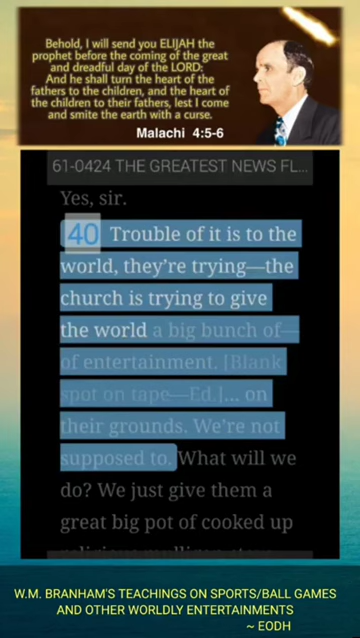 Behold, I will send you ELIJAH the
prophet before the coming of the great
and dreadful day of the LORD:
And he shall turn the heart of the
fathers to the children, and the heart of
the children to their fathers, lest I come
and smite the earth with a curse.
Malachi 4:5-6
61-0424 THE GREATEST NEWS FL...
Yes, sir.
40 Trouble of it is to the
world, they're trying—the
church is trying to give
the world a big bunch of—
of entertainment. [Blank
spot on tape—Ed.]... on
their grounds. We're not
supposed to. What will we
do? We just give them a
great big pot of cooked up
W.M. BRANHAM'S TEACHINGS ON SPORTS/BALL GAMES
AND OTHER WORLDLY ENTERTAINMENTS
~ EODH